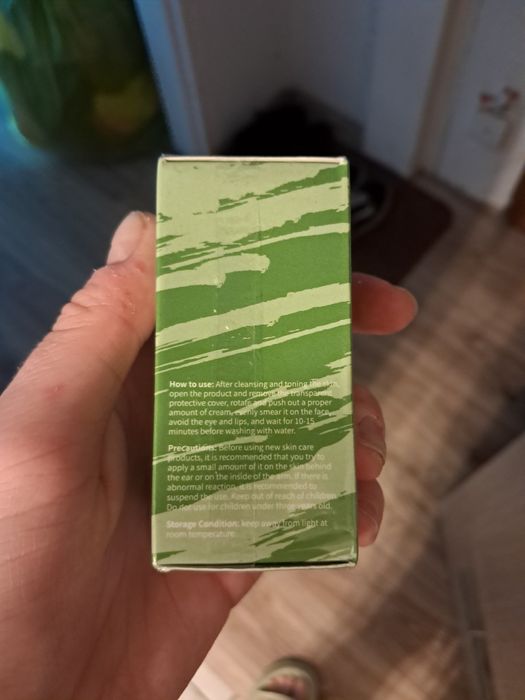 How to use: After cleansing and toning the skin,
open the product and remove the transparent
protective cover, rotate and push out a proper
amount of cream, evenly smear it on the face,
avoid the eye and lips, and wait for 10-15
minutes before washing with water.
Precautions: Before using new skin care
products, it is recommended that you try to
apply a small amount of it on the skin behind
the ear or on the inside of the arm. If there is
abnormal reaction, it is recommended to
suspend the use. Keep out of reach of children.
Do not use for children under three years old.
Storage Condition: keep away from light at
room temperature